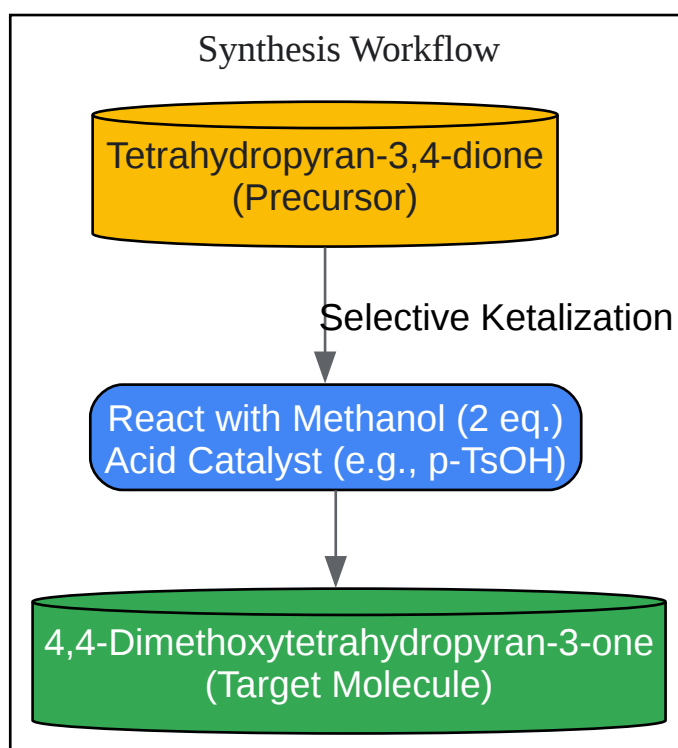 Synthesis Workflow
Tetrahydropyran-3,4-dione
(Precursor)
Selective Ketalization
React with Methanol (2 eq.)
Acid Catalyst (e.g., p-TsOH)
4,4-Dimethoxytetrahydropyran-3-one
(Target Molecule)